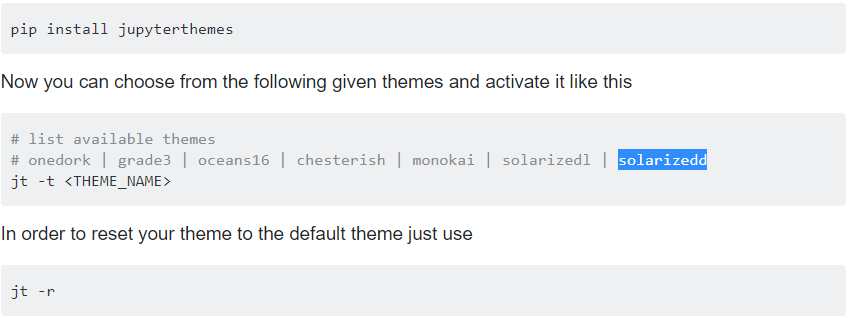 pip install jupyterthemes
Now you can choose from the following given themes and activate it like this
# list available themes
# onedork | grade3 | oceans16 | chesterish | monokai | solarizedl | solarizedd
jt -t <THEME_NAME>
In order to reset your theme to the default theme just use
jt -r